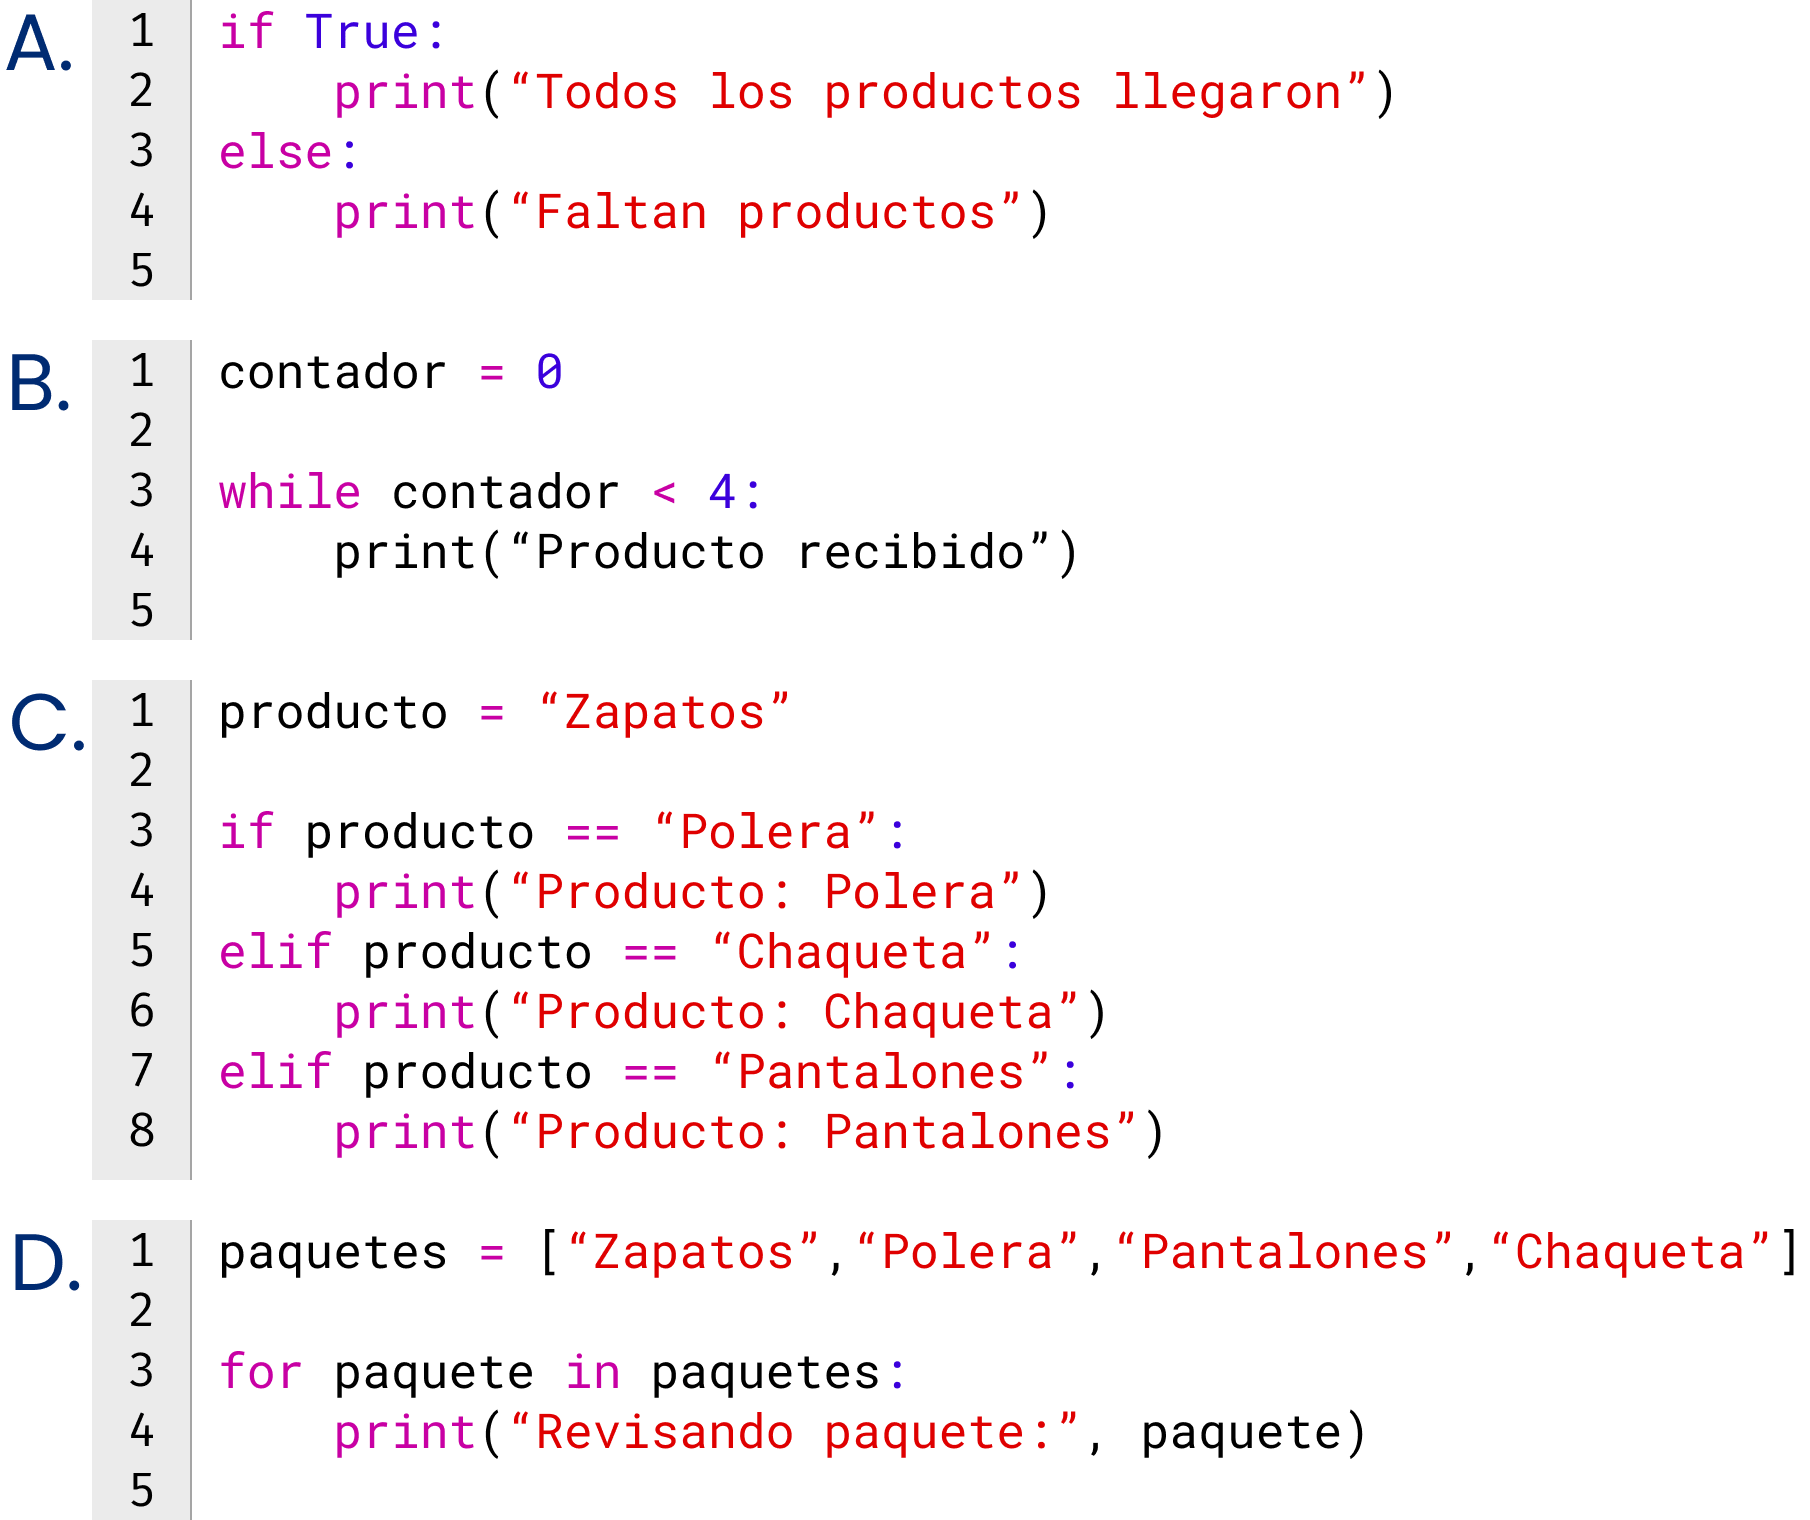 A.
1 if True:
2     print(“Todos los productos llegaron”)
3 else:
4     print(“Faltan productos”)
5
B.
1 contador = 0
2
3 while contador < 4:
4     print(“Producto recibido”)
5
C.
1 producto = “Zapatos”
2
3 if producto == “Polera”:
4     print(“Producto: Polera”)
5 elif producto == “Chaqueta”:
6     print(“Producto: Chaqueta”)
7 elif producto == “Pantalones”:
8     print(“Producto: Pantalones”)
D.
1 paquetes = [“Zapatos”,“Polera”,“Pantalones”,“Chaqueta”]
2
3 for paquete in paquetes:
4     print(“Revisando paquete:”, paquete)
5